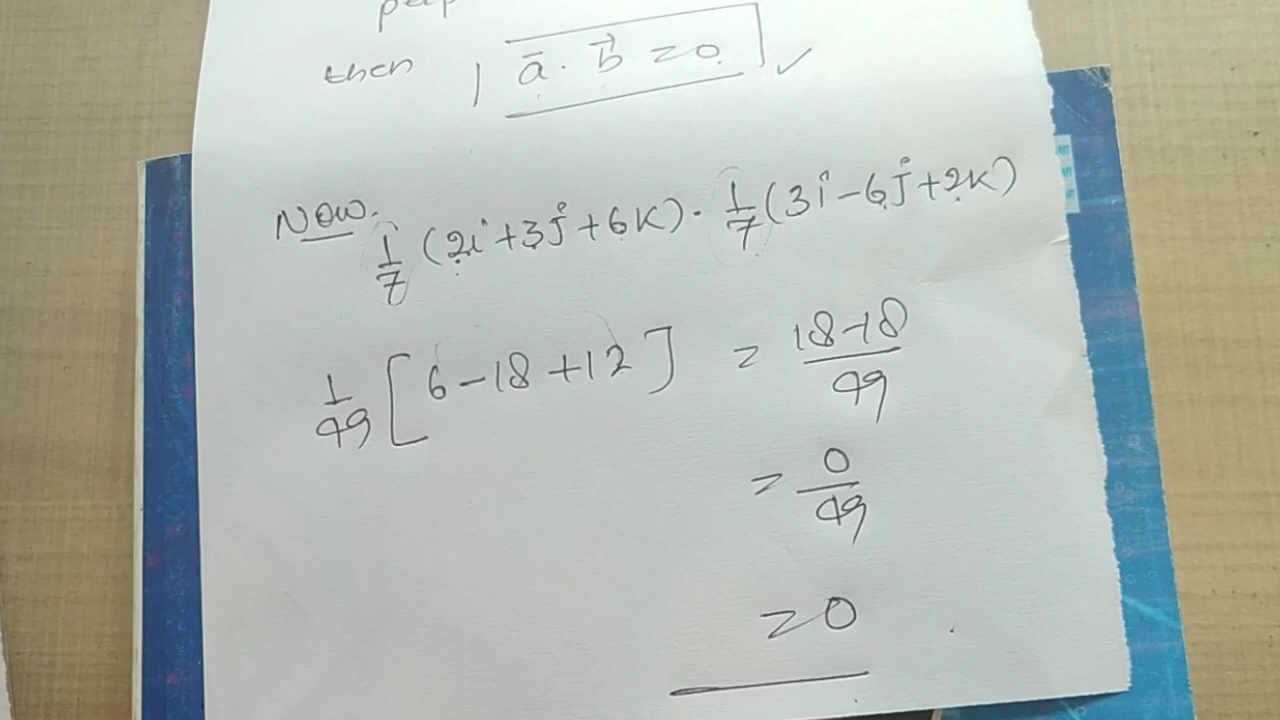 perp
then | a̅ · b⃗ = 0 ✓
Now.
1/7 (2i + 3j + 6k) · 1/7 (3i − 6j + 2k)
1/49 [6 − 18 + 12] = (18 − 18)/49
= 0/49
= 0